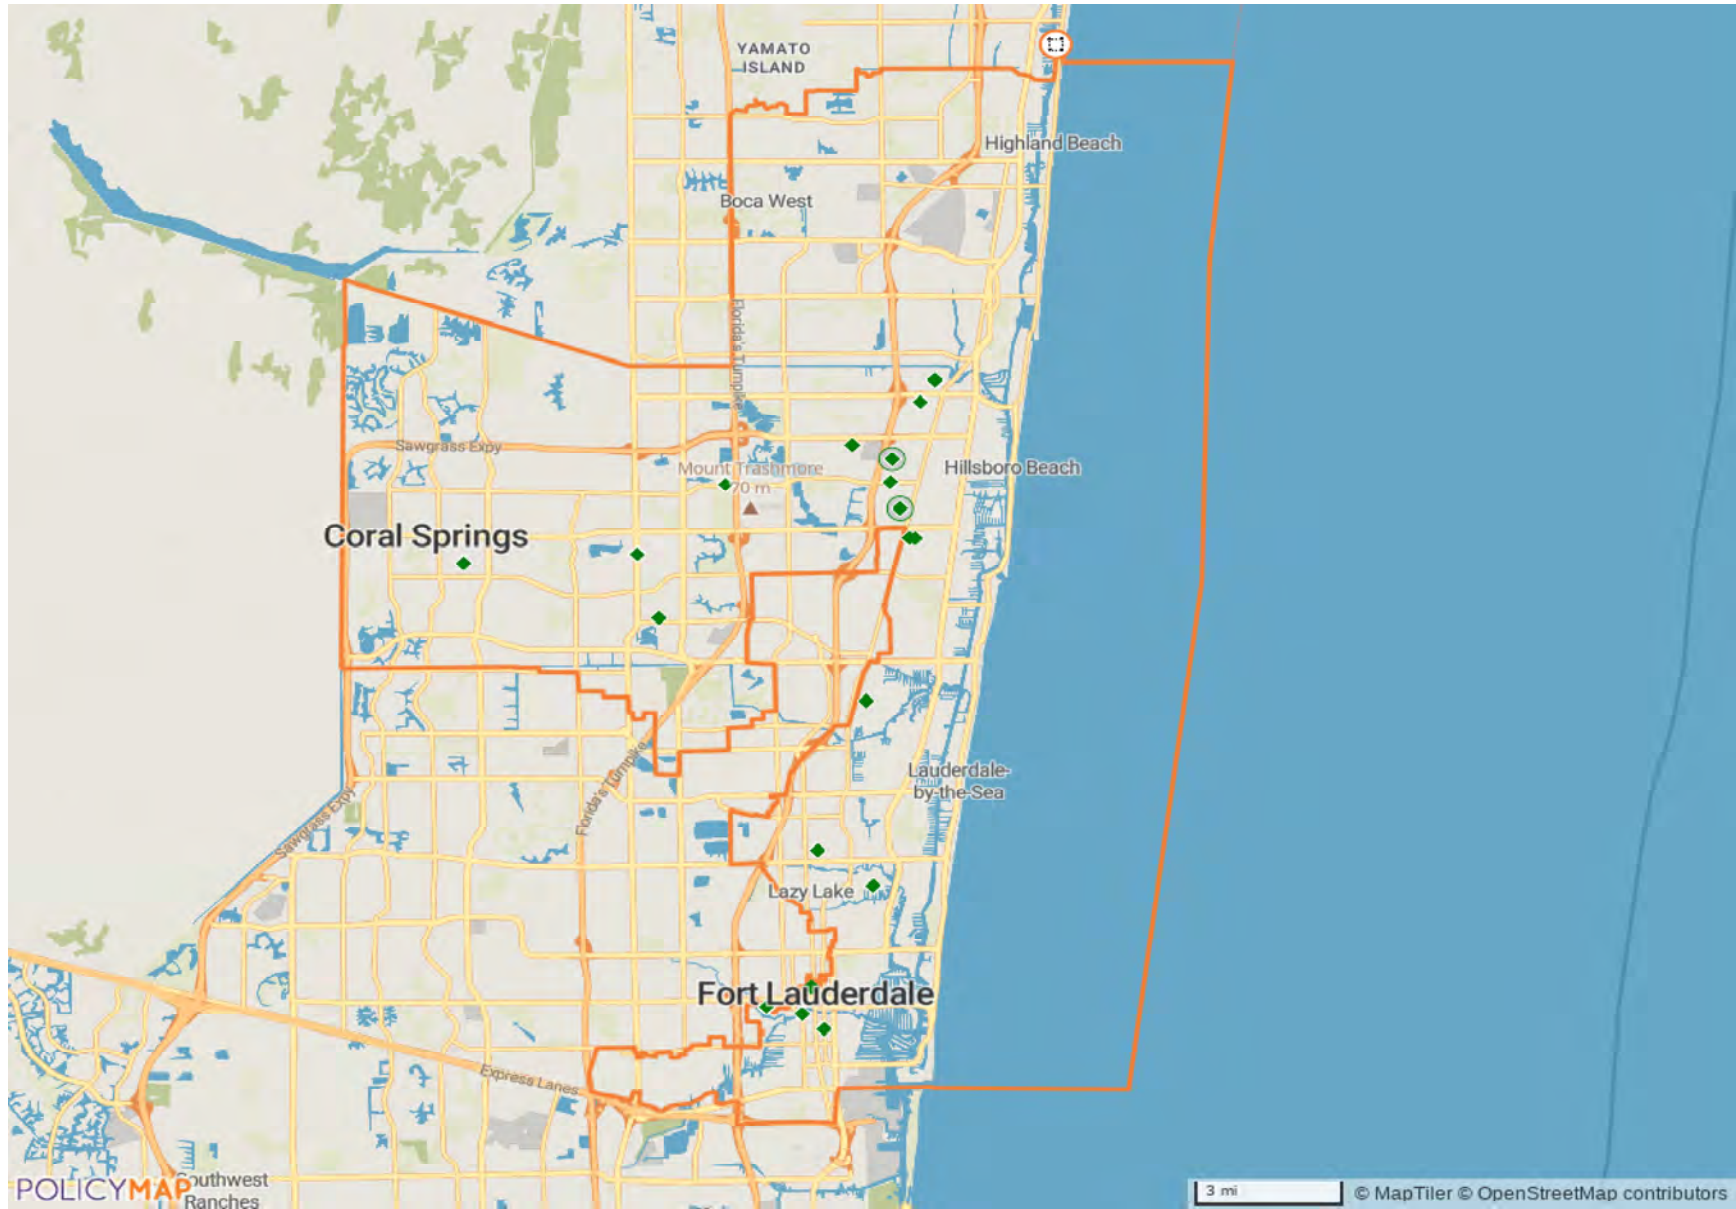 YAMATO
ISLAND
Highland Beach
Boca West
Florida's Turnpike
Sawgrass Expy
Mount Trashmore
70 m
Hillsboro Beach
Coral Springs
Lauderdale-
by-the-Sea
Florida's Turnpike
Sawgrass Expy
Lazy Lake
Fort Lauderdale
Express Lanes
Southwest
Ranches
POLICYMAP
3 mi
© MapTiler © OpenStreetMap contributors